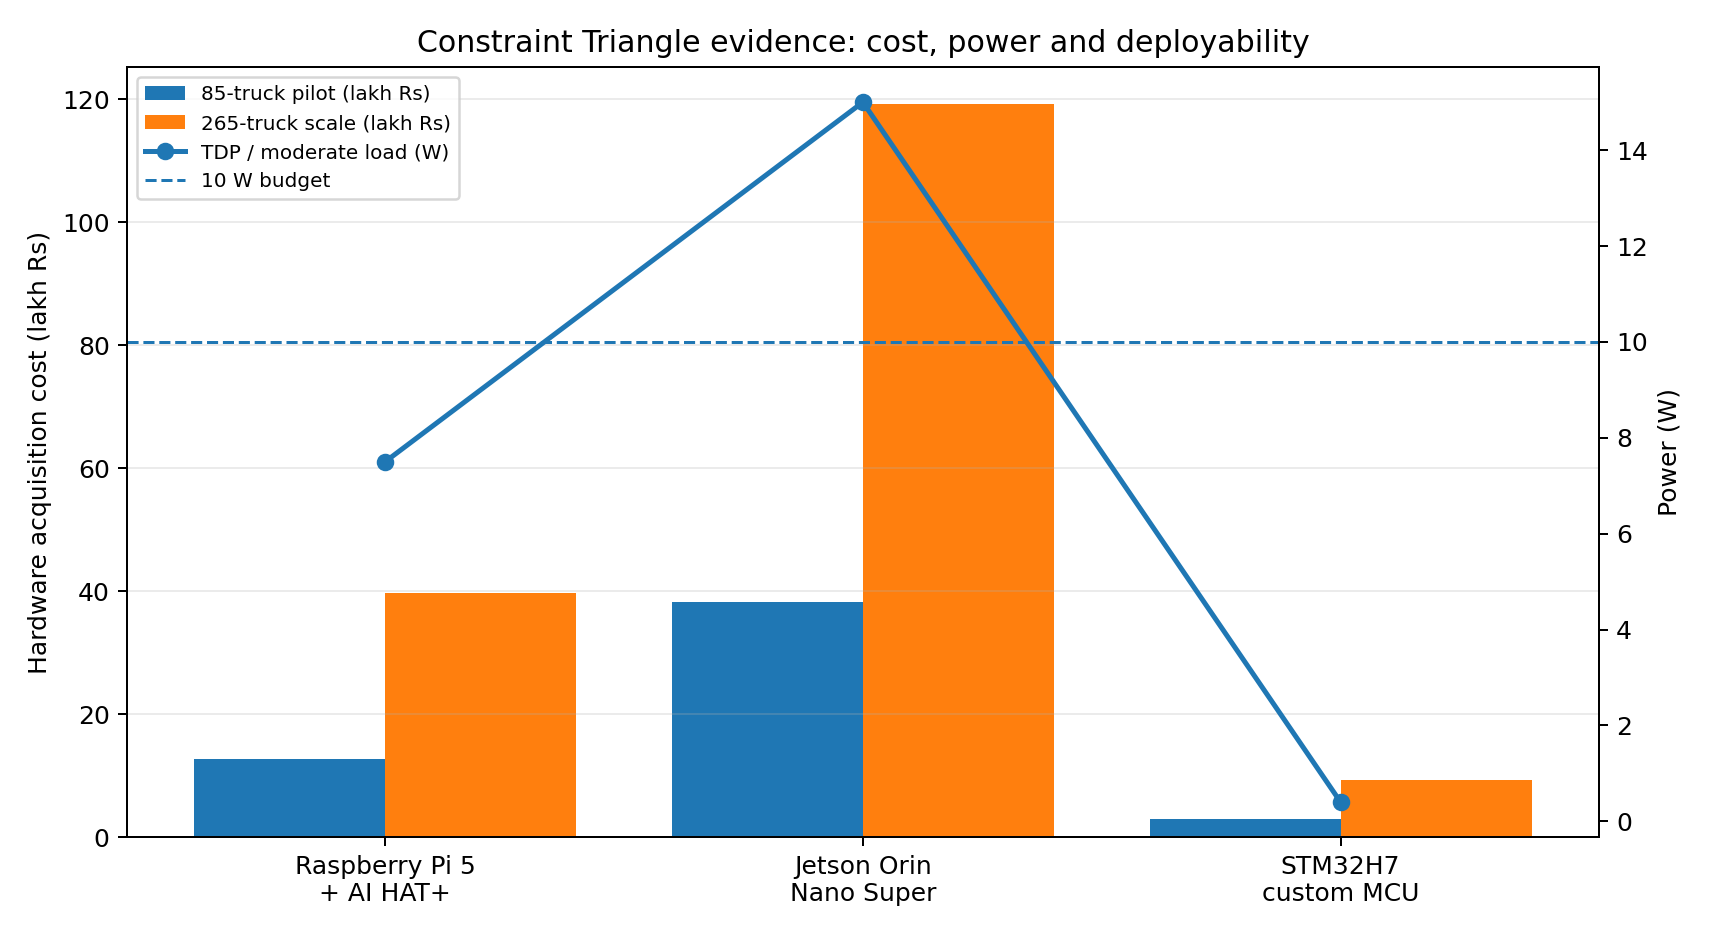 Constraint Triangle evidence: cost, power and deployability
85-truck pilot (lakh Rs)
265-truck scale (lakh Rs)
TDP / moderate load (W)
10 W budget
Hardware acquisition cost (lakh Rs)
120
100
80
60
40
20
0
14
12
10
8
6
4
2
0
Power (W)
Raspberry Pi 5
+ AI HAT+
Jetson Orin
Nano Super
STM32H7
custom MCU